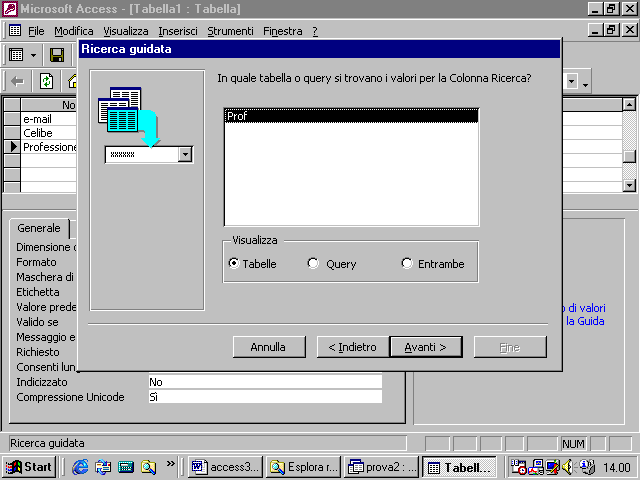 Microsoft Access - [Tabella1 : Tabella]
File Modifica Visualizza Inserisci Strumenti Finestra ?
Ricerca guidata
In quale tabella o query si trovano i valori per la Colonna Ricerca?
No
e-mail
Celibe
Professione
Prof
xxxxxx
Visualizza
Tabelle Query Entrambe
Generale
Dimensione
Formato
Maschera di
Etichetta
Valore prede
di valori
Valido se
la Guida
Messaggio e
Richiesto
Annulla < Indietro Avanti > Fine
Consenti lun
Indicizzato No
Compressione Unicode Sì
Ricerca guidata NUM
Start » access3... Esplora r... prova2 : ... Tabell... 14.00